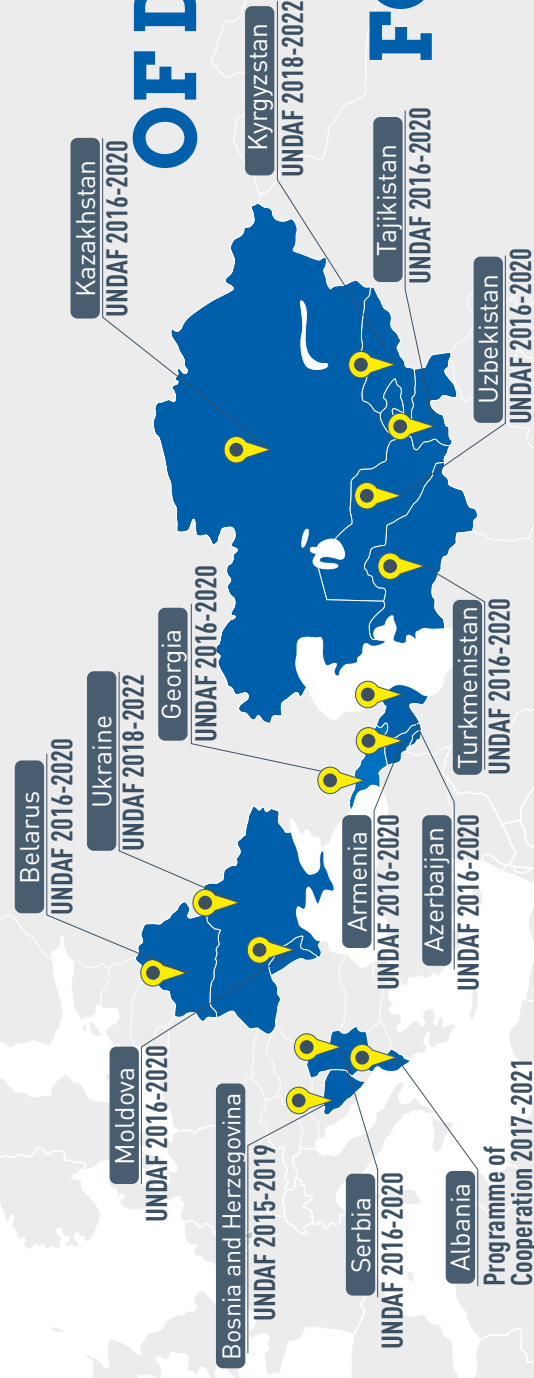 Belarus
UNDAF 2016-2020
Kazakhstan
UNDAF 2016-2020
Ukraine
UNDAF 2018-2022
Moldova
UNDAF 2016-2020
OF
Georgia
UNDAF 2016-2020
Bosnia and Herzegovina
UNDAF 2015-2019
Kyrgyzstan
UNDAF 2018-2022
Armenia
UNDAF 2016-2020
Serbia
UNDAF 2016-2020
Tajikistan
UNDAF 2016-2020
Azerbaijan
UNDAF 2016-2020
Albania
Programme of
Cooperation 2017-2021
Turkmenistan
UNDAF 2016-2020
Uzbekistan
UNDAF 2016-2020